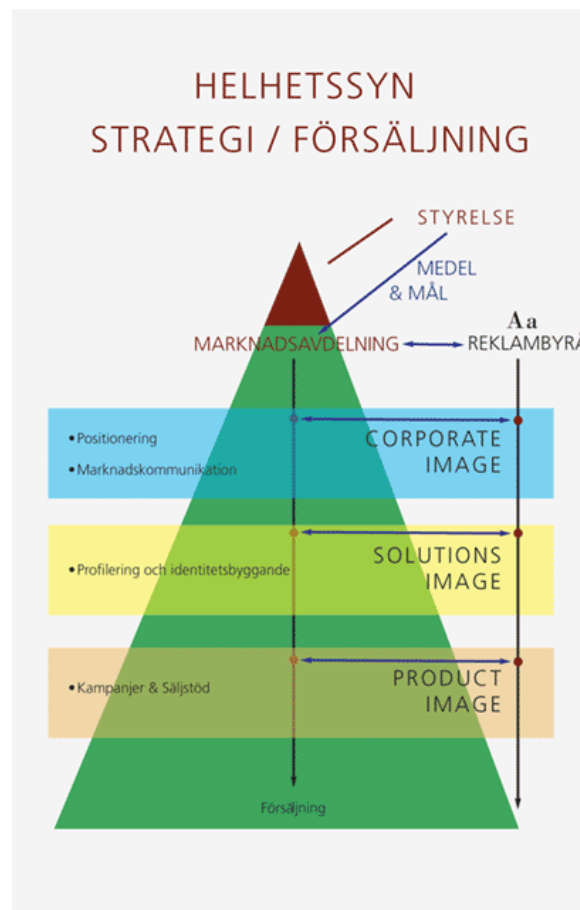 HELHETSSYN
STRATEGI / FÖRSÄLJNING
STYRELSE
MEDEL
& MÅL
Aa
MARKNADSAVDELNING
REKLAMBYRÅ
•Positionering
•Marknadskommunikation
CORPORATE
IMAGE
•Profilering och identitetsbyggande
SOLUTIONS
IMAGE
•Kampanjer & Säljstöd
PRODUCT
IMAGE
Försäljning